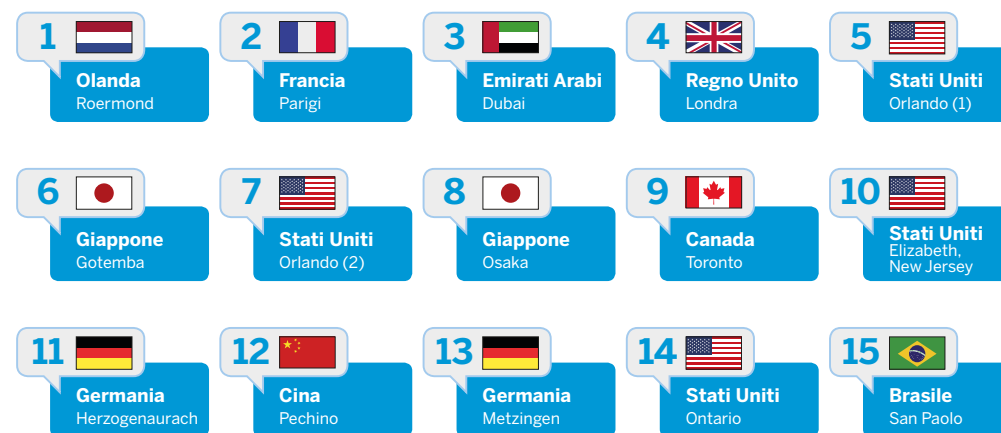 1
Olanda
Roermond
2
Francia
Parigi
3
Emirati Arabi
Dubai
4
Regno Unito
Londra
5
Stati Uniti
Orlando (1)
6
Giappone
Gotemba
7
Stati Uniti
Orlando (2)
8
Giappone
Osaka
9
Canada
Toronto
10
Stati Uniti
Elizabeth,
New Jersey
11
Germania
Herzogenaurach
12
Cina
Pechino
13
Germania
Metzingen
14
Stati Uniti
Ontario
15
Brasile
San Paolo